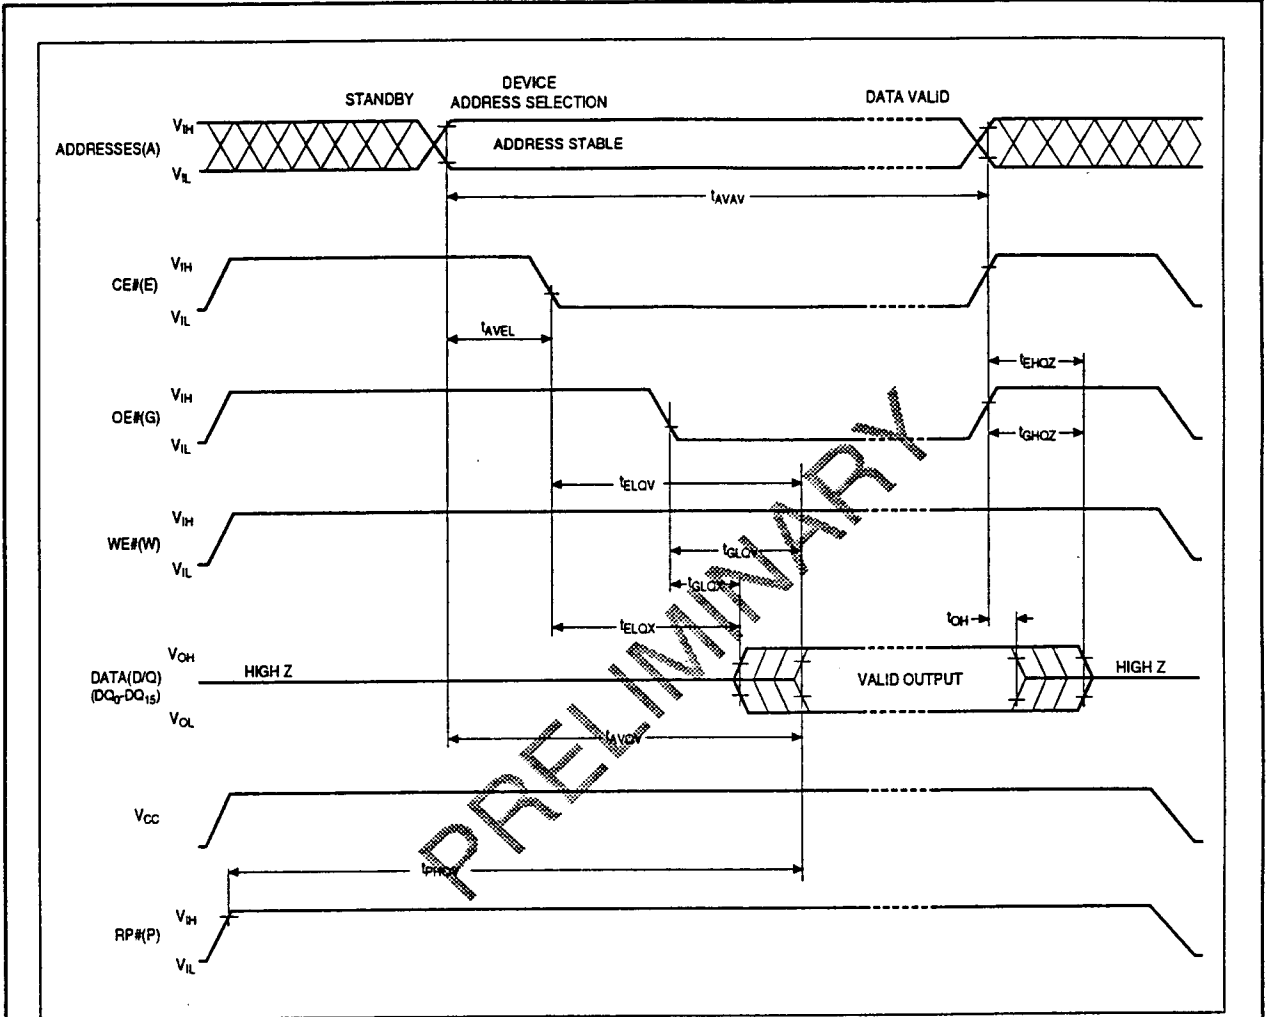 DEVICE
STANDBY ADDRESS SELECTION DATA VALID
VIH
ADDRESSES(A) ADDRESS STABLE
VIL
tAVAV
VIH
CE#(E)
VIL
tAVEL
tEHQZ
VIH
OE#(G)
VIL
tGHQZ
tELQV
VIH
WE#(W)
VIL
tGLQV
tGLQX
tELQX
tOH
VOH
HIGH Z
DATA(D/Q) VALID OUTPUT HIGH Z
(DQ0-DQ15)
VOL
tAVQV
VCC
tPHQV
VIH
RP#(P)
VIL
PRELIMINARY